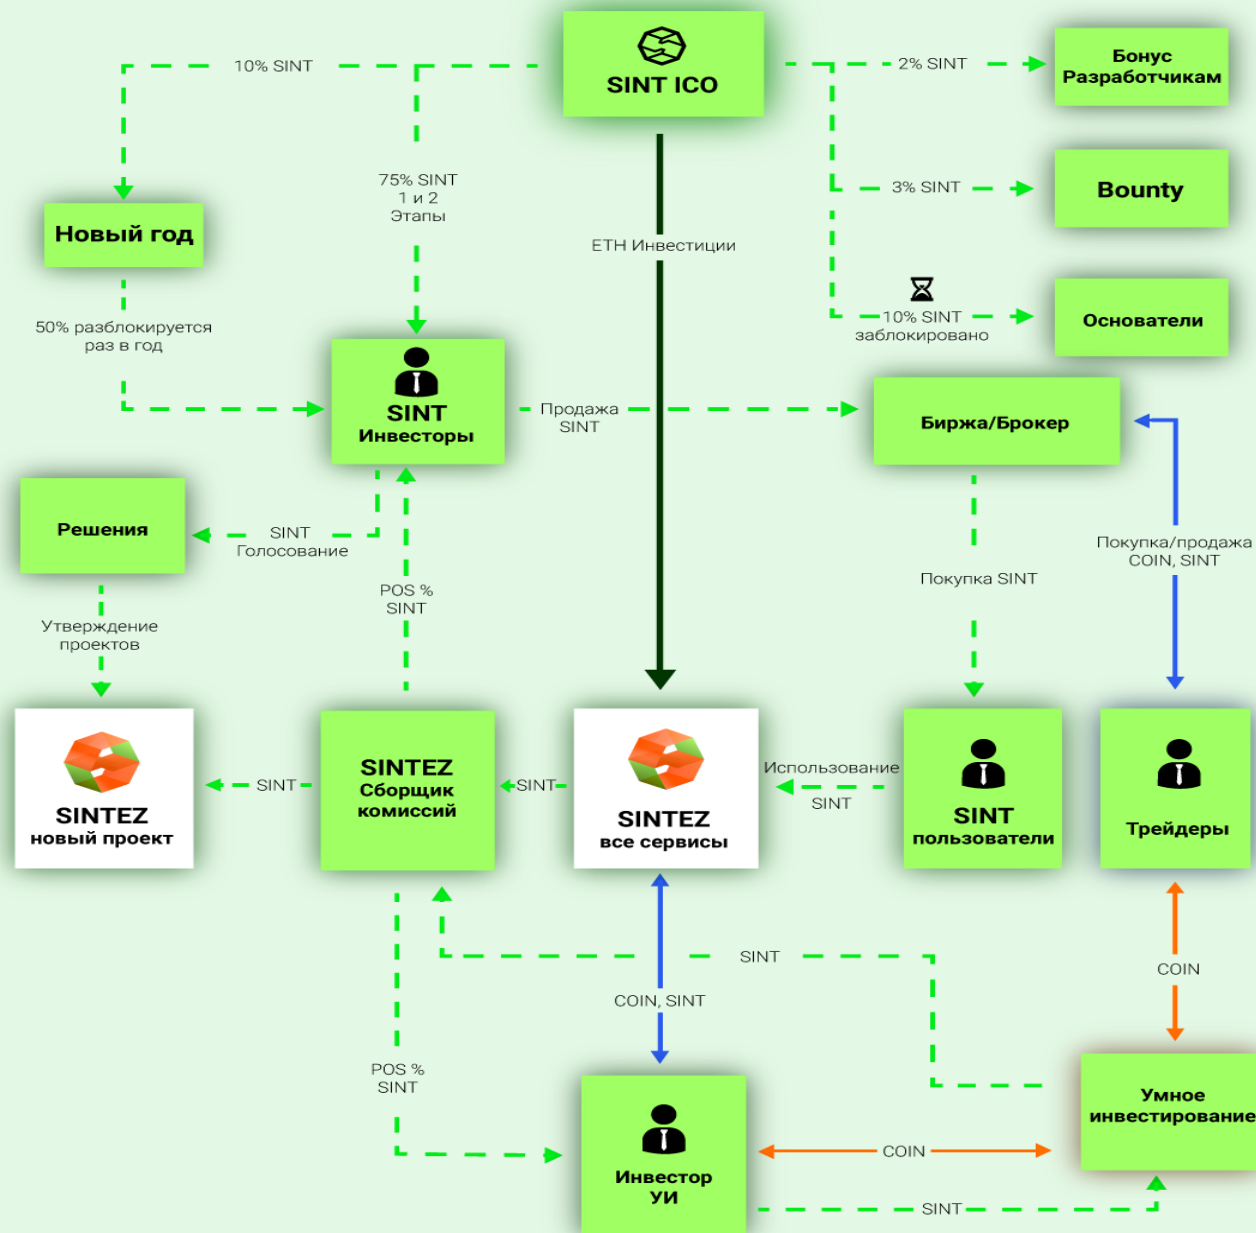 SINT ICO
10% SINT
2% SINT
Бонус
Разработчикам
75% SINT
1 и 2
Этапы
3% SINT
Bounty
Новый год
ETH Инвестиции
10% SINT
заблокировано
Основатели
50% разблокируется
раз в год
SINT
Инвесторы
Продажа
SINT
Биржа/Брокер
Решения
SINT
Голосование
Покупка/продажа
COIN, SINT
POS %
SINT
Покупка SINT
Утверждение
проектов
SINTEZ
новый проект
SINT
SINTEZ
Сборщик
комиссий
SINT
SINTEZ
все сервисы
Использование
SINT
SINT
пользователи
Трейдеры
SINT
COIN
COIN, SINT
POS %
SINT
Умное
инвестирование
COIN
Инвестор
УИ
SINT